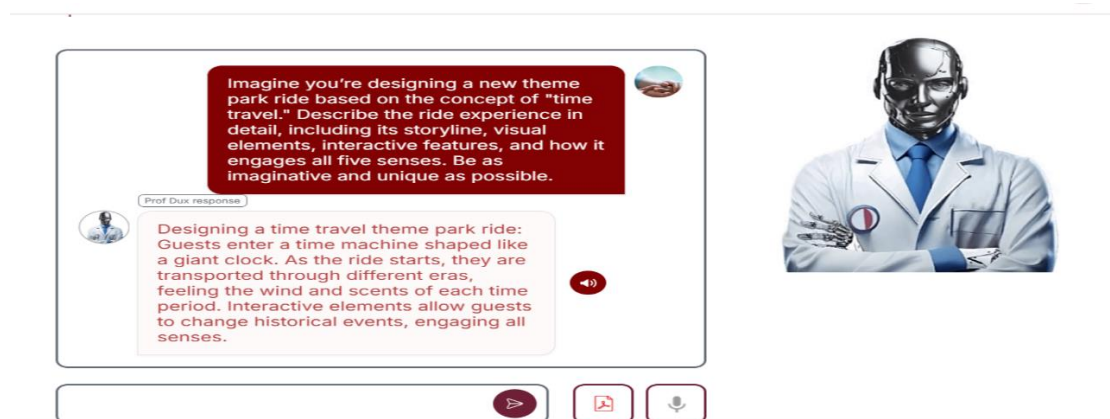 Imagine you're designing a new theme
park ride based on the concept of "time
travel." Describe the ride experience in
detail, including its storyline, visual
elements, interactive features, and how it
engages all five senses. Be as
imaginative and unique as possible.
Prof Dux response
Designing a time travel theme park ride:
Guests enter a time machine shaped like
a giant clock. As the ride starts, they are
transported through different eras,
feeling the wind and scents of each time
period. Interactive elements allow guests
to change historical events, engaging all
senses.